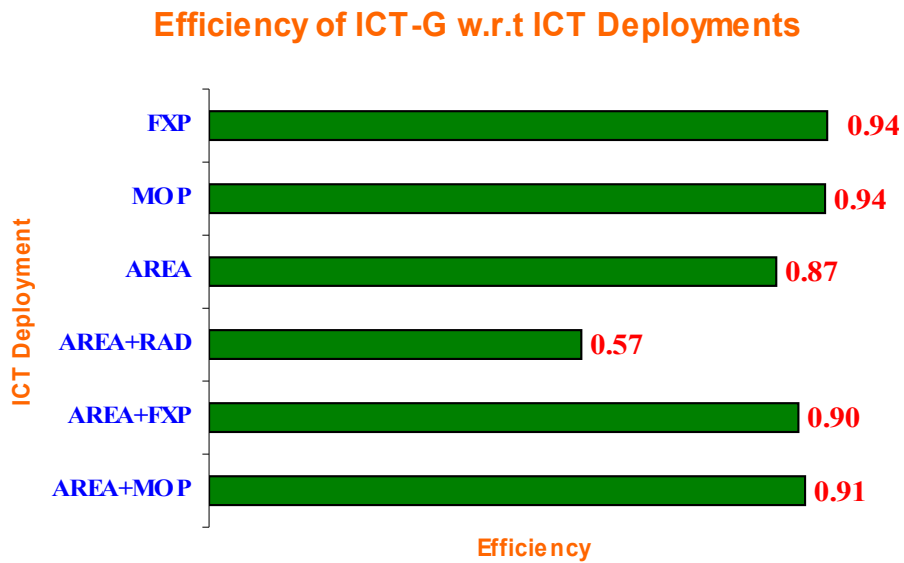 Efficiency of ICT-G w.r.t ICT Deployments
FXP
0.94
MOP
0.94
AREA
0.87
AREA+RAD
0.57
AREA+FXP
0.90
AREA+MOP
0.91
ICT Deployment
Efficiency